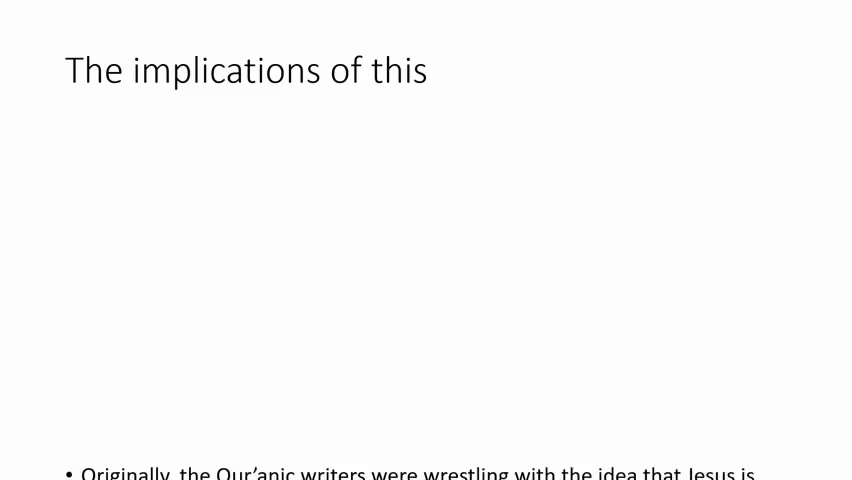 The implications of this
• Originally, the Qur’anic writers were wrestling with the idea that Jesus is